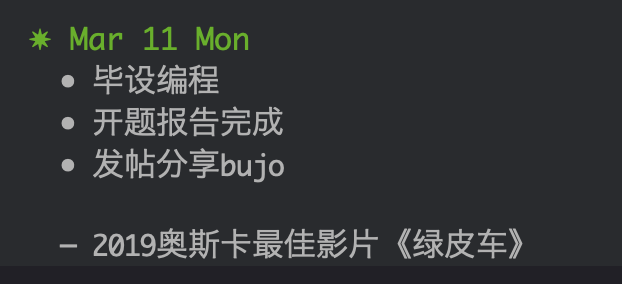 ✷ Mar 11 Mon
● 毕设编程
● 开题报告完成
● 发帖分享bujo
— 2019奥斯卡最佳影片《绿皮车》